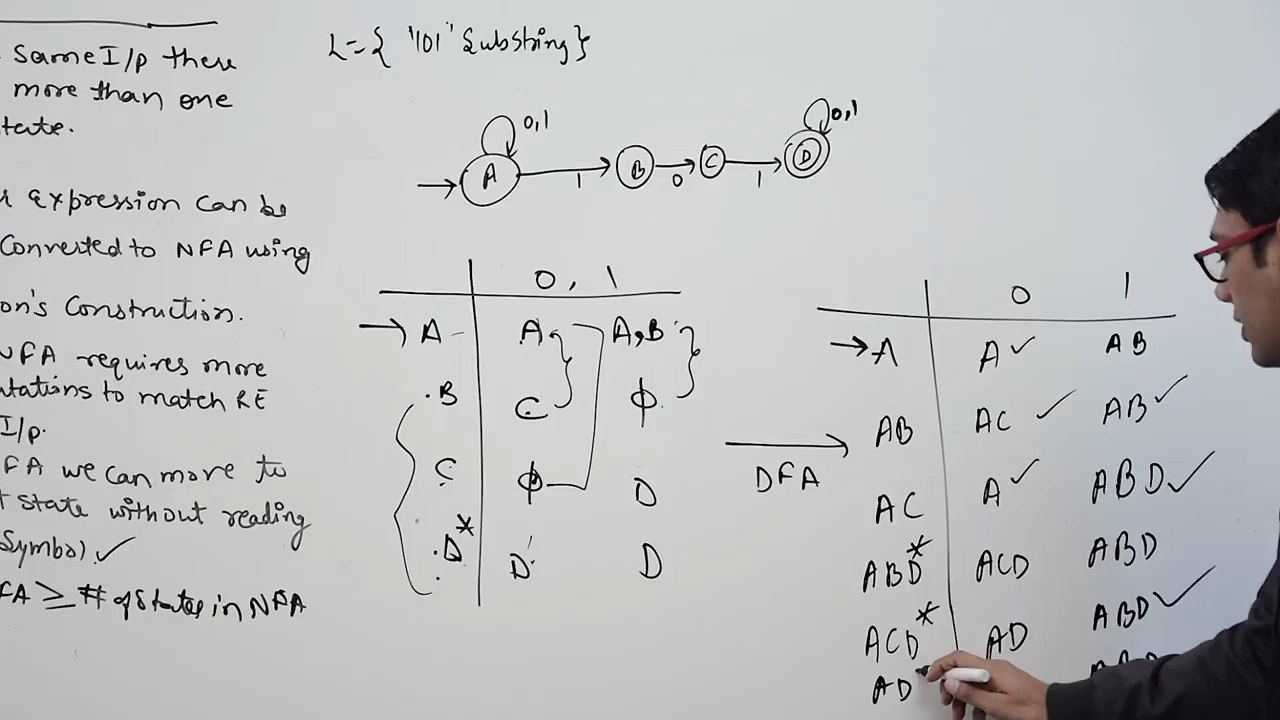 Same I/p there
more than one
tate.
Expression can be
Converted to NFA using
on's Construction.
NFA requires more
utations to match RE
I/p.
FA we can more to
t state without reading
Symbol ✓
FA ≥ # of states in NFA
L = { "101" Substring }
0,1 0,1
A B C D
1 0 1
0 , 1
→ A A A,B
B C ϕ
C ϕ D
D* D D
DFA
0 1
→ A A ✓ AB
AB AC ✓ AB ✓
AC A ✓ ABD ✓
ABD* ACD ABD
ACD* AD ABD ✓
AD